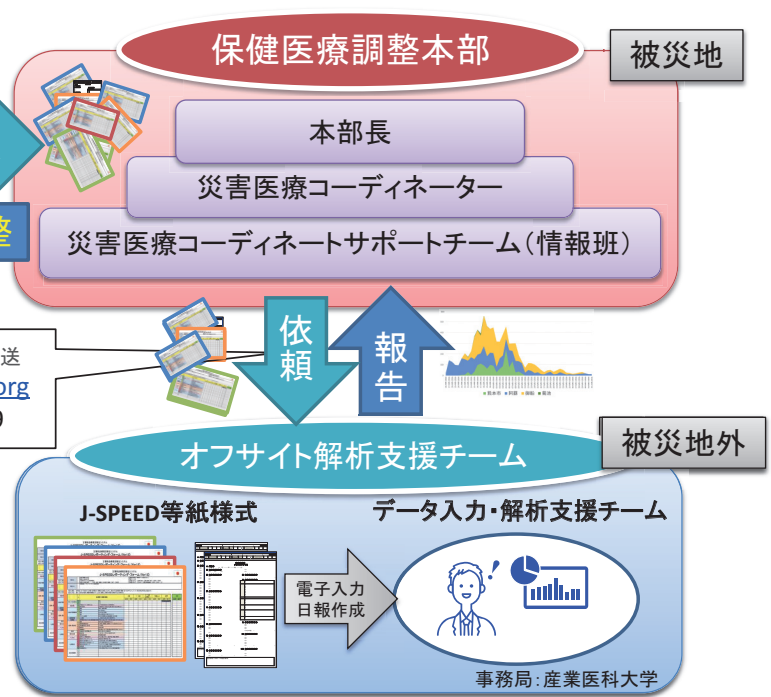 保健医療調整本部
被災地
本部長
災害医療コーディネーター
整
災害医療コーディネートサポートチーム（情報班）
依頼
報告
送
org
オフサイト解析支援チーム
被災地外
J-SPEED等紙様式
データ入力・解析支援チーム
電子入力
日報作成
事務局：産業医科大学